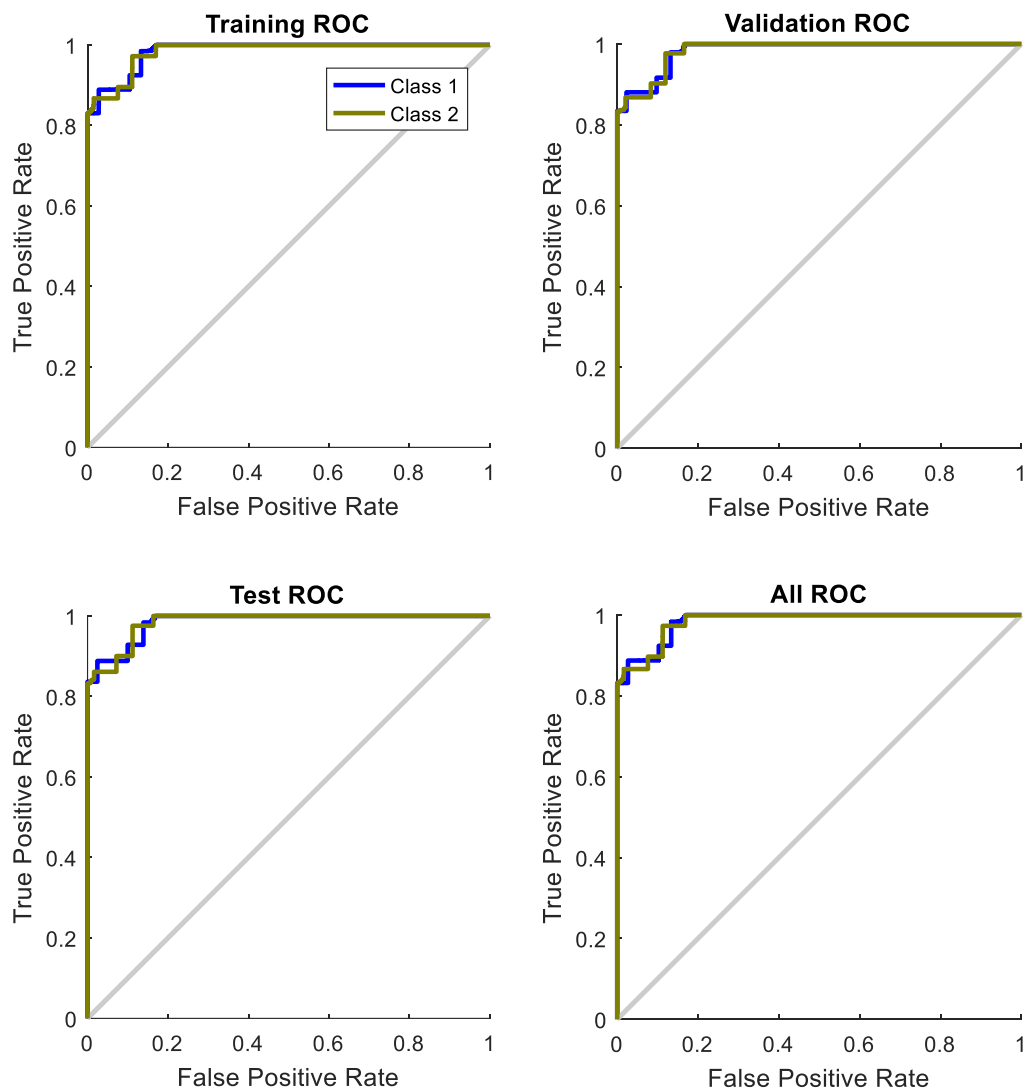 Training ROC
1
0.8
0.6
0.4
0.2
0
True Positive Rate
Class 1
Class 2
0 0.2 0.4 0.6 0.8 1
False Positive Rate
Validation ROC
1
0.8
0.6
0.4
0.2
0
True Positive Rate
0 0.2 0.4 0.6 0.8 1
False Positive Rate
Test ROC
1
0.8
0.6
0.4
0.2
0
True Positive Rate
0 0.2 0.4 0.6 0.8 1
False Positive Rate
All ROC
1
0.8
0.6
0.4
0.2
0
True Positive Rate
0 0.2 0.4 0.6 0.8 1
False Positive Rate